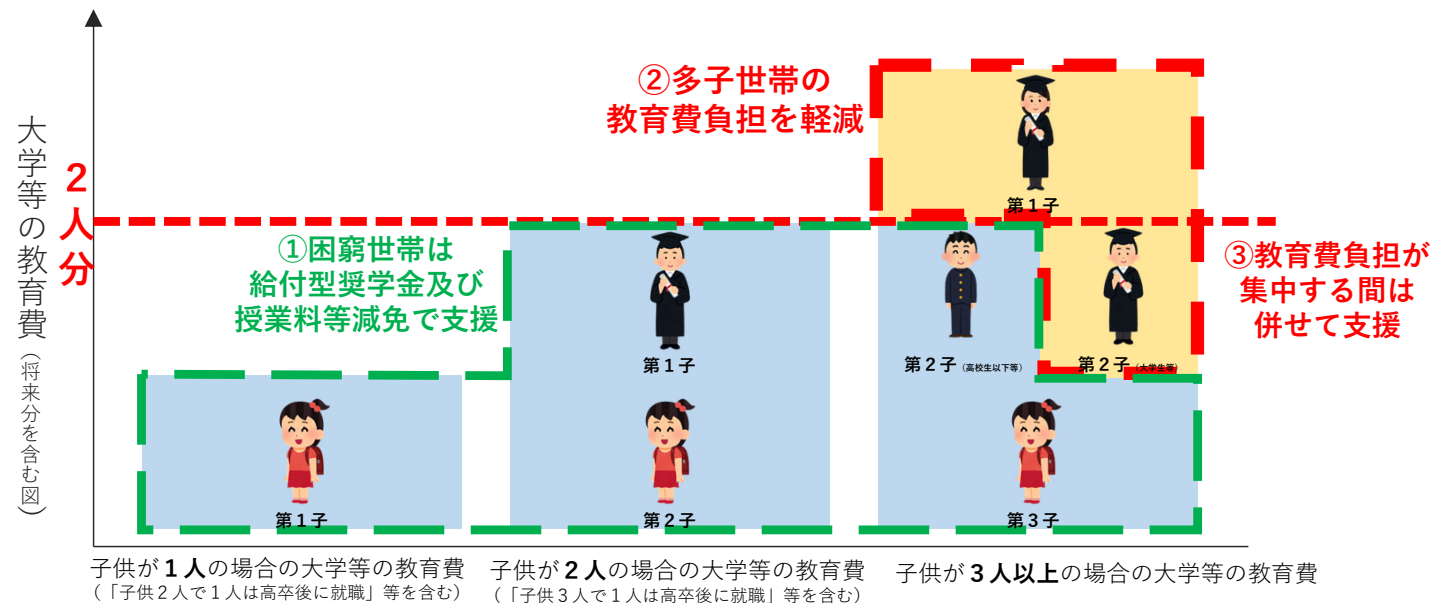 大学等の教育費（将来分を含む図）
2人分
②多子世帯の
教育費負担を軽減
第1子
①困窮世帯は
給付型奨学金及び
授業料等減免で支援
③教育費負担が
集中する間は
併せて支援
第1子
第2子（高校生以下等）
第2子（大学生等）
第1子
第2子
第3子
子供が1人の場合の大学等の教育費
（「子供2人で1人は高卒後に就職」等を含む）
子供が2人の場合の大学等の教育費
（「子供3人で1人は高卒後に就職」等を含む）
子供が3人以上の場合の大学等の教育費